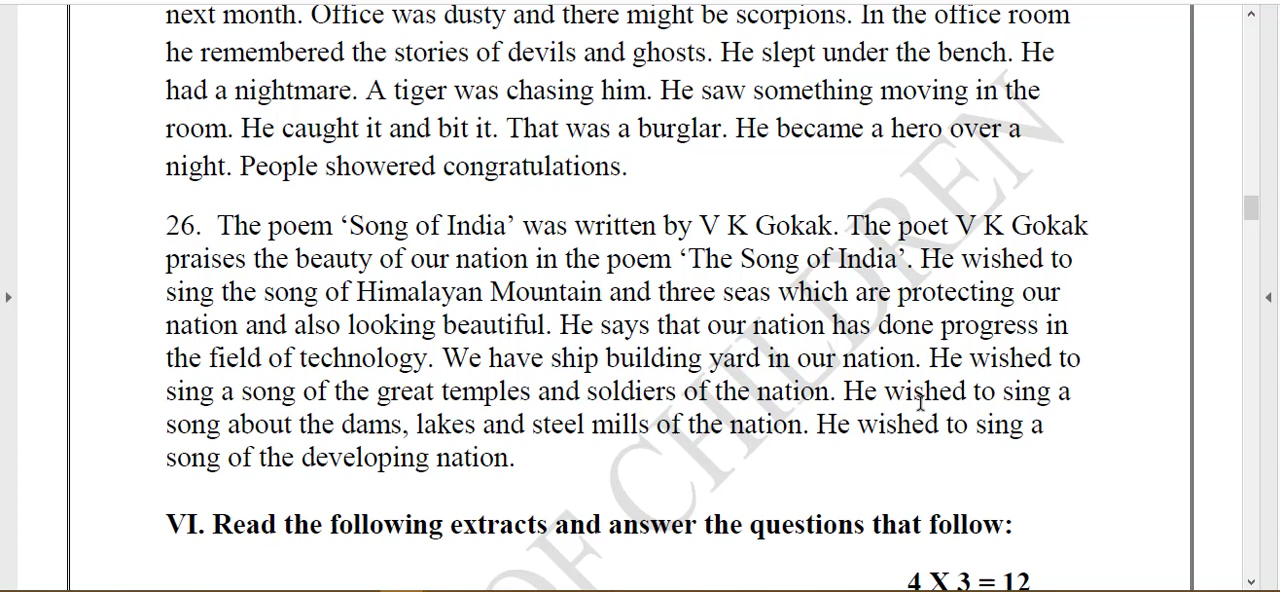 next month. Office was dusty and there might be scorpions. In the office room
he remembered the stories of devils and ghosts. He slept under the bench. He
had a nightmare. A tiger was chasing him. He saw something moving in the
room. He caught it and bit it. That was a burglar. He became a hero over a
night. People showered congratulations.
26. The poem ‘Song of India’ was written by V K Gokak. The poet V K Gokak
praises the beauty of our nation in the poem ‘The Song of India’. He wished to
sing the song of Himalayan Mountain and three seas which are protecting our
nation and also looking beautiful. He says that our nation has done progress in
the field of technology. We have ship building yard in our nation. He wished to
sing a song of the great temples and soldiers of the nation. He wished to sing a
song about the dams, lakes and steel mills of the nation. He wished to sing a
song of the developing nation.
VI. Read the following extracts and answer the questions that follow:
4 X 3 = 12
OF CHILDREN